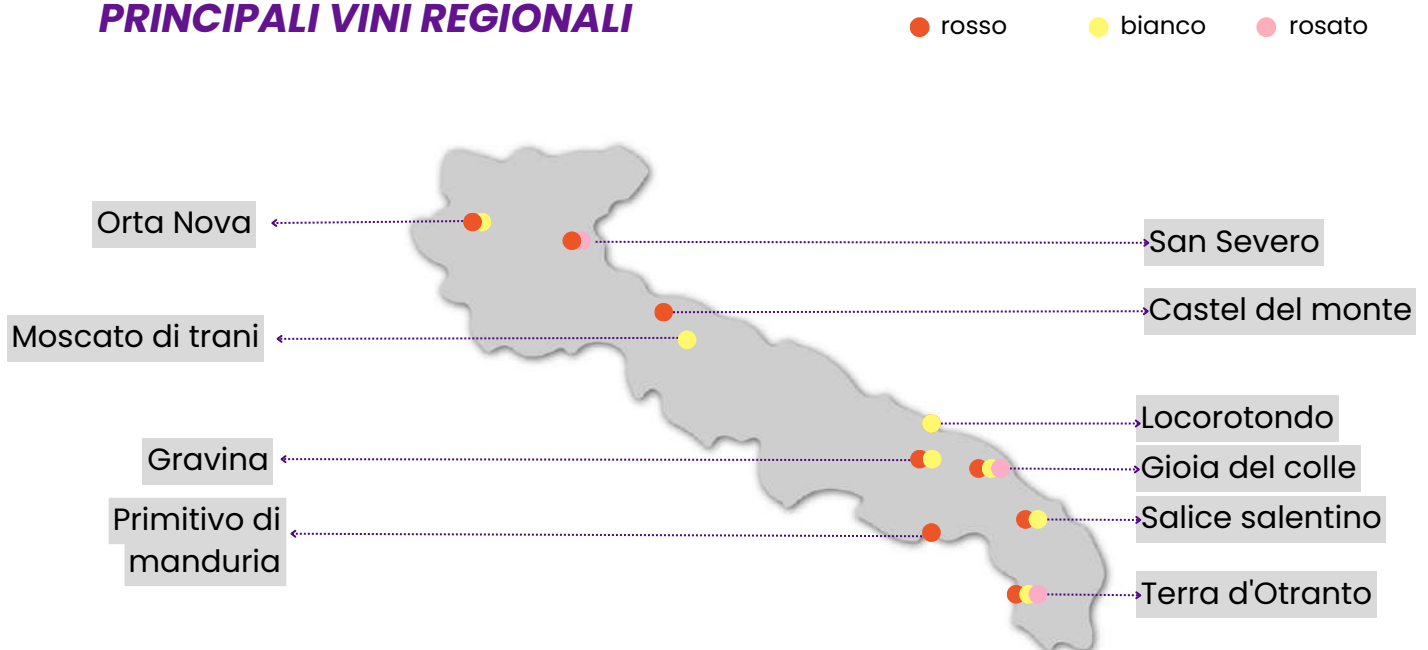 PRINCIPALI VINI REGIONALI
rosso
bianco
rosato
Orta Nova
San Severo
Castel del monte
Moscato di trani
Locorotondo
Gravina
Gioia del colle
Primitivo di
manduria
Salice salentino
Terra d'Otranto